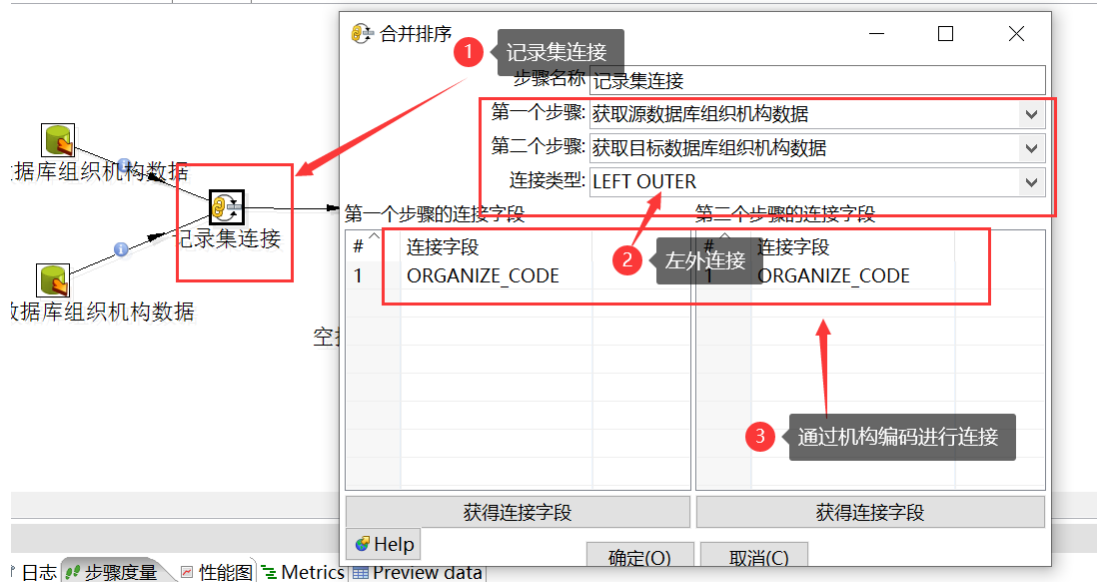 合并排序
1 记录集连接
步骤名称 记录集连接
第一个步骤: 获取源数据库组织机构数据
第二个步骤: 获取目标数据库组织机构数据
连接类型: LEFT OUTER
据库组织机构数据
记录集连接
数据库组织机构数据
空
第一个步骤的连接字段
# 连接字段
1 ORGANIZE_CODE
第二个步骤的连接字段
# 连接字段
1 ORGANIZE_CODE
2 左外连接
3 通过机构编码进行连接
获得连接字段
获得连接字段
Help
确定(O)
取消(C)
日志
步骤度量
性能图
Metrics
Preview data